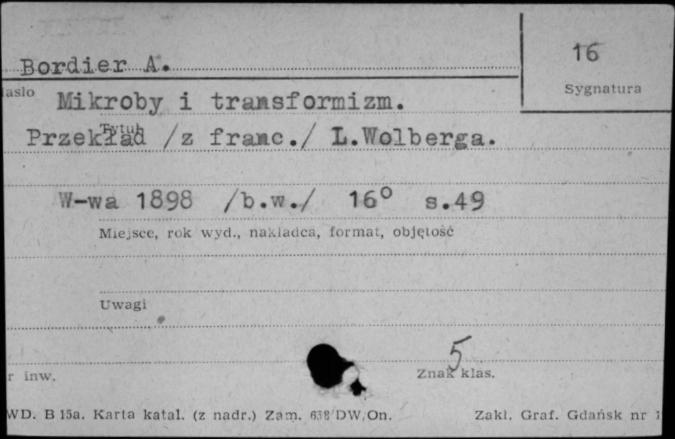 16
Bordier A.
Sygnatura
Mikroby i transformizm.
Tytuł
Przekład /z franc./ L.Wolberga.
W-wa 1898 /b.w./ 16° s.49
Miejsce, rok wyd., nakładca, format, objętość
Uwagi
5
r inw.
Znak klas.
WD. B 15a. Karta katal. (z nadr.) Zam. 638/DW/On. Zakł. Graf. Gdańsk nr